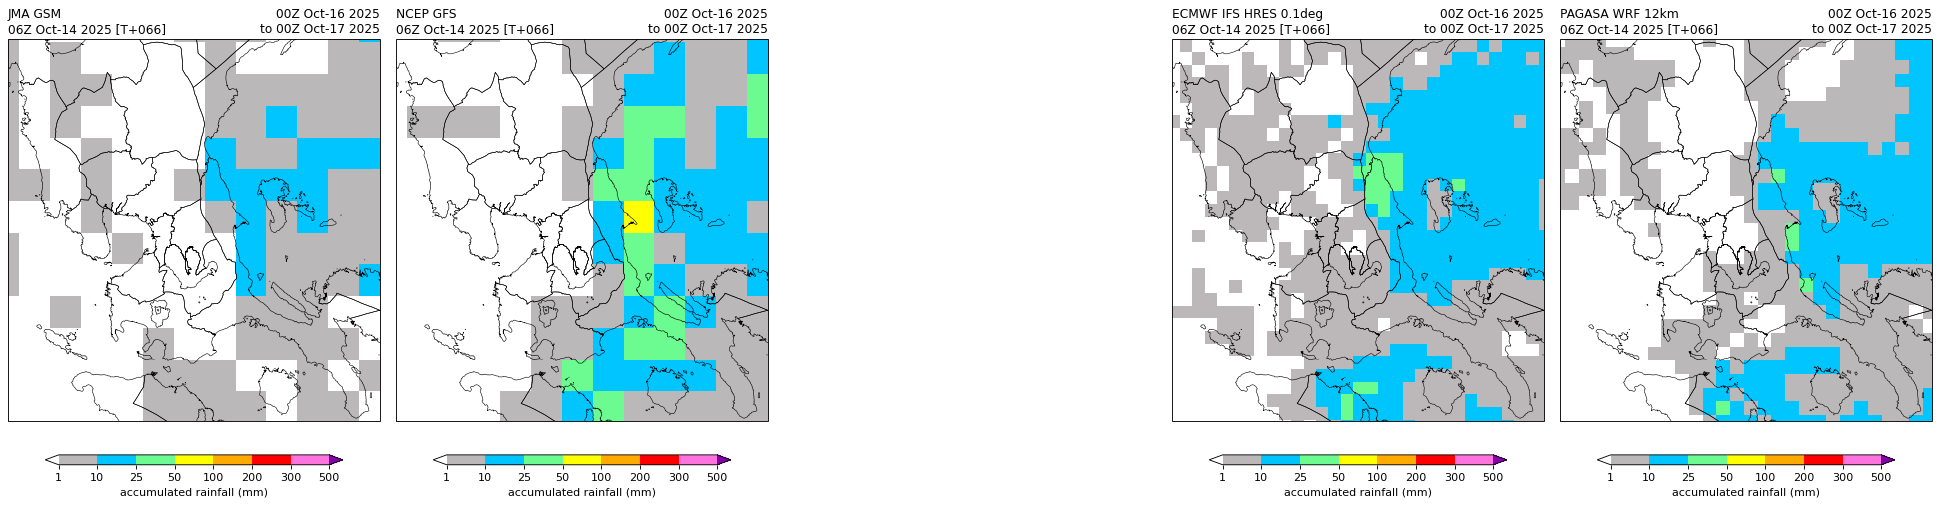 JMA GSM 00Z Oct-16 2025
06Z Oct-14 2025 [T+066] to 00Z Oct-17 2025
1 10 25 50 100 200 300 500
accumulated rainfall (mm)
NCEP GFS 00Z Oct-16 2025
06Z Oct-14 2025 [T+066] to 00Z Oct-17 2025
1 10 25 50 100 200 300 500
accumulated rainfall (mm)
ECMWF IFS HRES 0.1deg 00Z Oct-16 2025
06Z Oct-14 2025 [T+066] to 00Z Oct-17 2025
1 10 25 50 100 200 300 500
accumulated rainfall (mm)
PAGASA WRF 12km 00Z Oct-16 2025
06Z Oct-14 2025 [T+066] to 00Z Oct-17 2025
1 10 25 50 100 200 300 500
accumulated rainfall (mm)